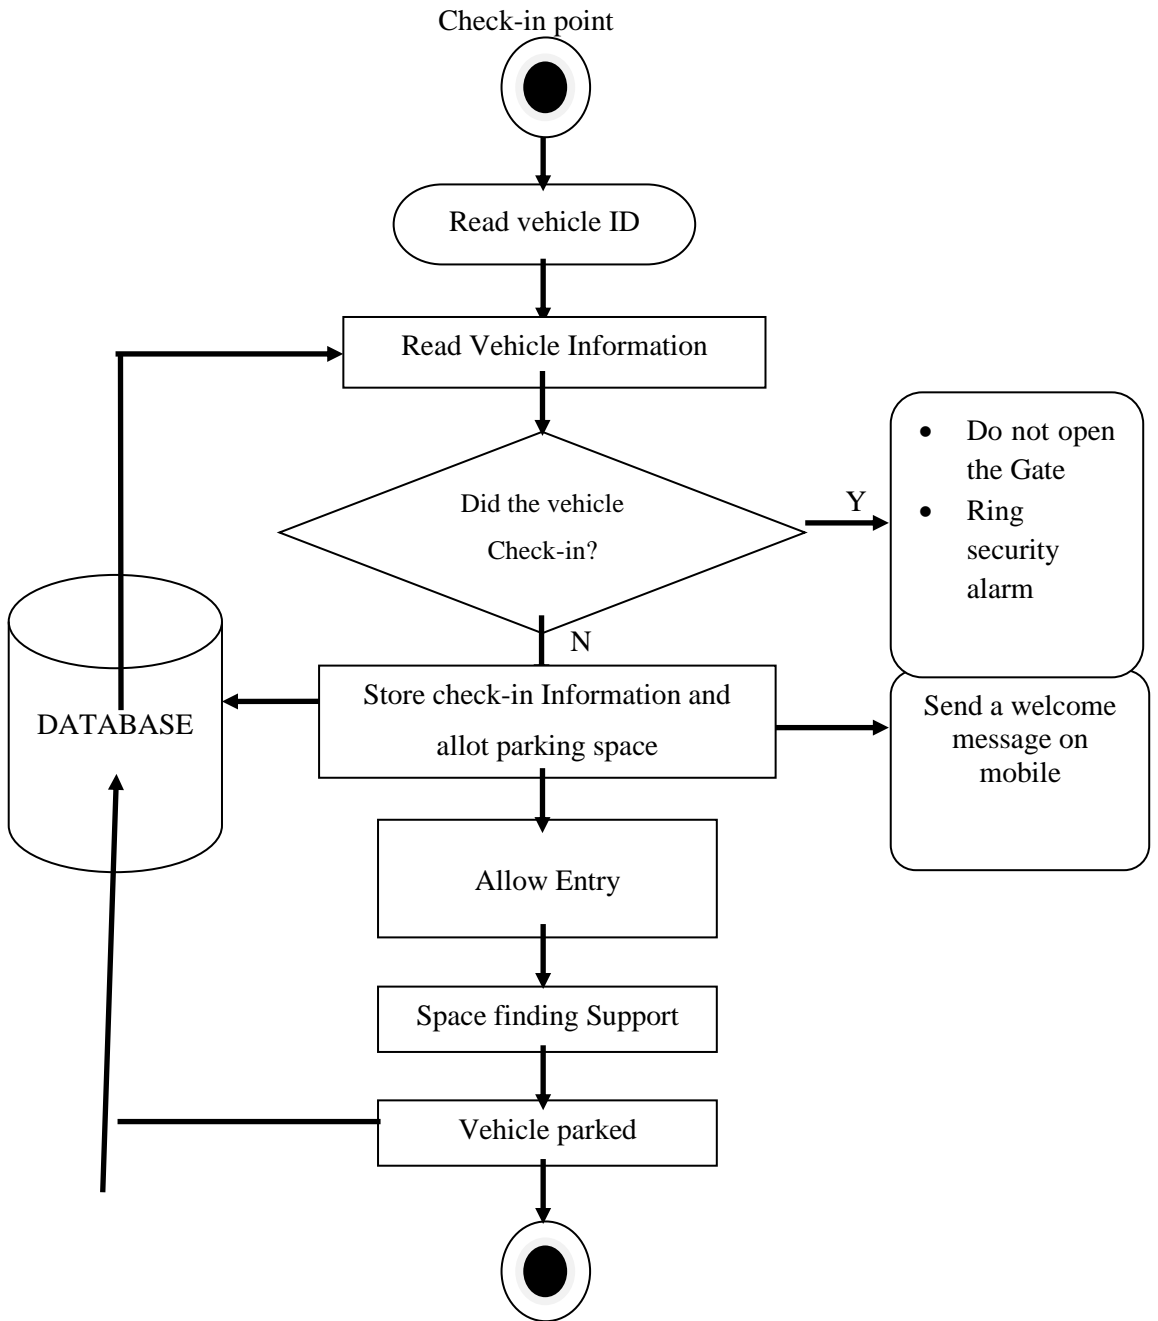 Check-in point
Read vehicle ID
Read Vehicle Information
Did the vehicle
Check-in?
Y
• Do not open
the Gate
• Ring
security
alarm
N
DATABASE
Store check-in Information and
allot parking space
Send a welcome
message on
mobile
Allow Entry
Space finding Support
Vehicle parked